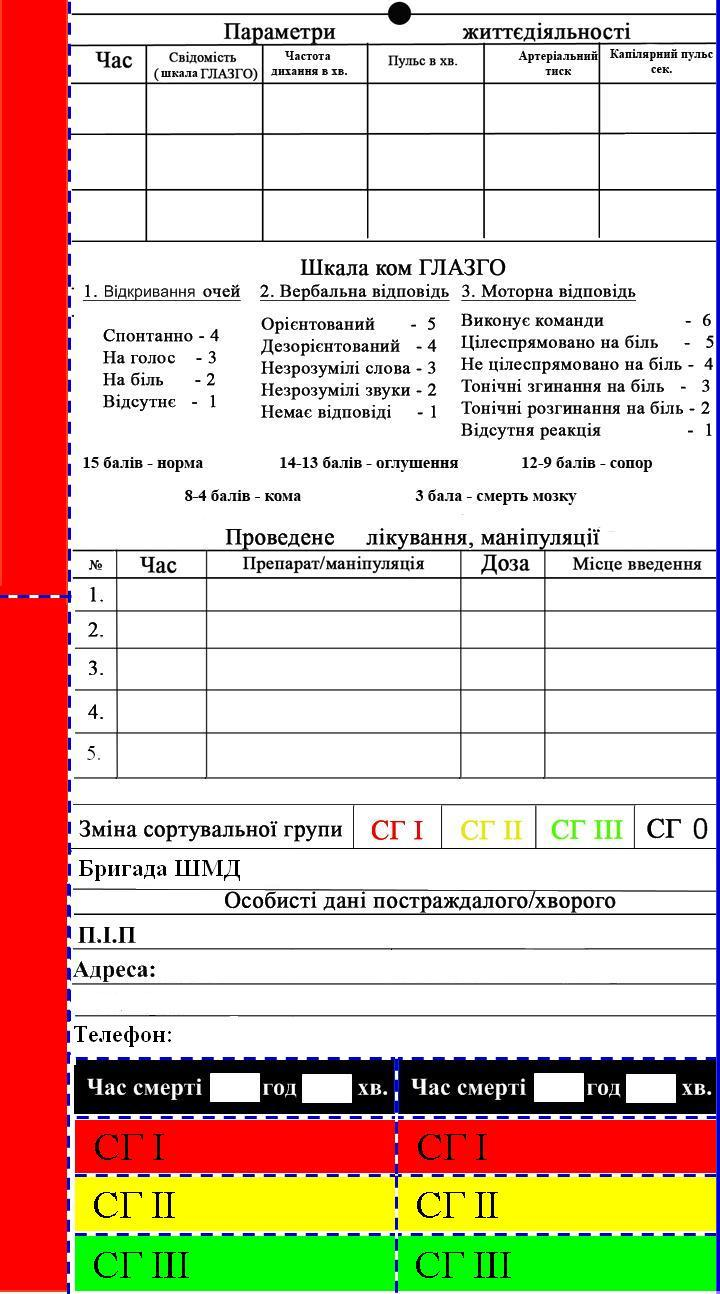 Параметри життєдіяльності
Час Свідомість ( шкала ГЛАЗГО) Частота дихання в хв. Пульс в хв. Артеріальний тиск Капілярний пульс сек.
Шкала ком ГЛАЗГО
1. Відкривання очей 2. Вербальна відповідь 3. Моторна відповідь
Спонтанно - 4
На голос - 3
На біль - 2
Відсутнє - 1
Орієнтований - 5
Дезорієнтований - 4
Незрозумілі слова - 3
Незрозумілі звуки - 2
Немає відповіді - 1
Виконує команди - 6
Цілеспрямовано на біль - 5
Не цілеспрямовано на біль - 4
Тонічні згинання на біль - 3
Тонічні розгинання на біль - 2
Відсутня реакція - 1
15 балів - норма 14-13 балів - оглушення 12-9 балів - сопор
8-4 балів - кома 3 бала - смерть мозку
Проведене лікування, маніпуляції
№ Час Препарат/маніпуляція Доза Місце введення
1.
2.
3.
4.
5.
Зміна сортувальної групи СГ I СГ II СГ III СГ 0
Бригада ШМД
Особисті дані постраждалого/хворого
П.І.П
Адреса:
Телефон:
Час смерті год хв. Час смерті год хв.
СГ I СГ I
СГ II СГ II
СГ III СГ III